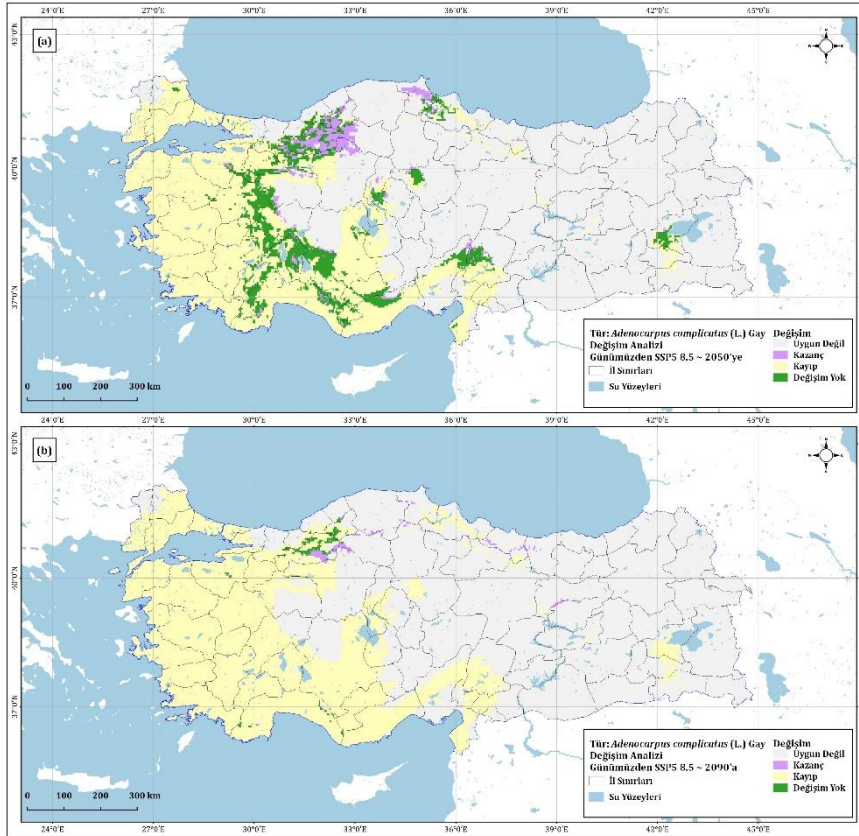 24°0'E 27°0'E 30°0'E 33°0'E 36°0'E 39°0'E 42°0'E 45°0'E
(a)
43°0'N
40°0'N
37°0'N
N
W E
S
Tür: Adenocarpus complicatus (L.) Gay
Değişim Analizi
Günümüzden SSP5 8.5 ~ 2050'ye
İl Sınırları
Su Yüzeyleri
Değişim
Uygun Değil
Kazanç
Kayıp
Değişim Yok
0 100 200 300 km
24°0'E 27°0'E 30°0'E 33°0'E 36°0'E 39°0'E 42°0'E 45°0'E
(b)
43°0'N
40°0'N
37°0'N
N
W E
S
Tür: Adenocarpus complicatus (L.) Gay
Değişim Analizi
Günümüzden SSP5 8.5 ~ 2090'a
İl Sınırları
Su Yüzeyleri
Değişim
Uygun Değil
Kazanç
Kayıp
Değişim Yok
0 100 200 300 km
24°0'E 27°0'E 30°0'E 33°0'E 36°0'E 39°0'E 42°0'E 45°0'E